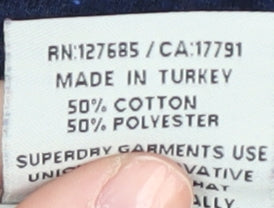 RN:127685 / CA:17791
MADE IN TURKEY
50% COTTON
50% POLYESTER
SUPERDRY GARMENTS USE